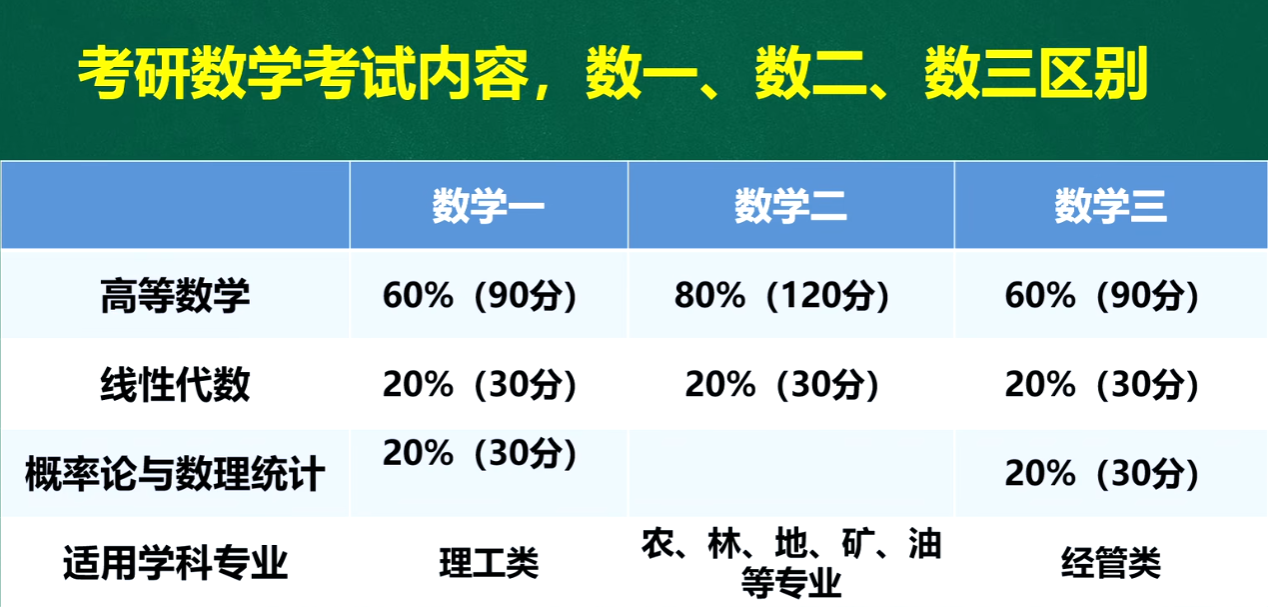 考研数学考试内容，数一、数二、数三区别
数学一 数学二 数学三
高等数学 60%（90分） 80%（120分） 60%（90分）
线性代数 20%（30分） 20%（30分） 20%（30分）
概率论与数理统计 20%（30分） 20%（30分）
适用学科专业 理工类 农、林、地、矿、油
等专业 经管类